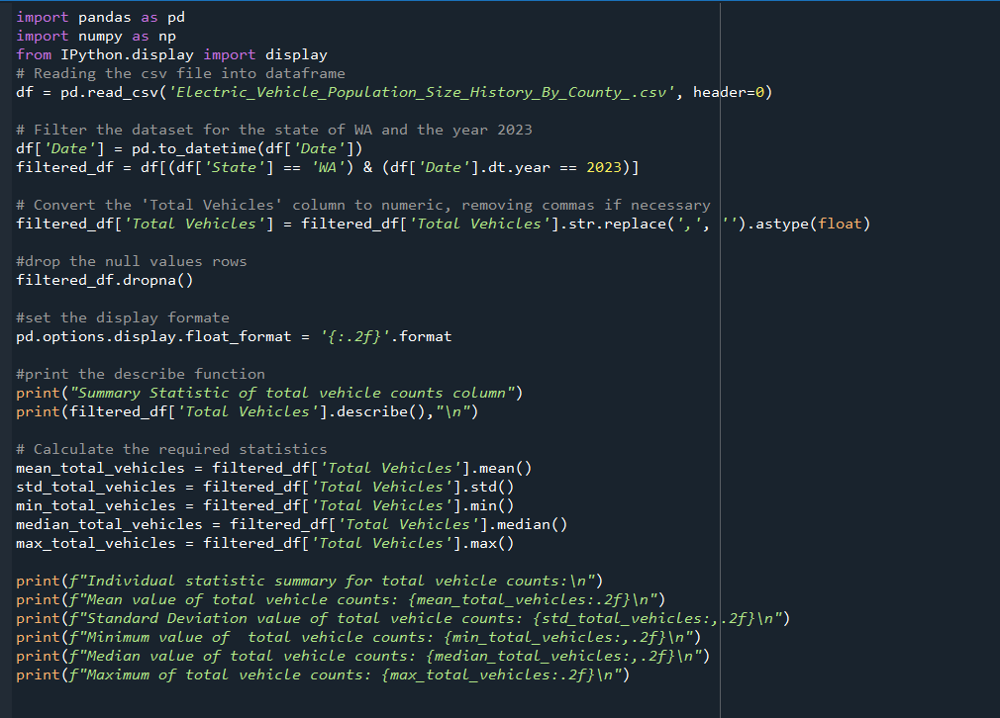 import pandas as pd
import numpy as np
from IPython.display import display
# Reading the csv file into dataframe
df = pd.read_csv('Electric_Vehicle_Population_Size_History_By_County_.csv', header=0)
# Filter the dataset for the state of WA and the year 2023
df['Date'] = pd.to_datetime(df['Date'])
filtered_df = df[(df['State'] == 'WA') & (df['Date'].dt.year == 2023)]
# Convert the 'Total Vehicles' column to numeric, removing commas if necessary
filtered_df['Total Vehicles'] = filtered_df['Total Vehicles'].str.replace(',', '').astype(float)
#drop the null values rows
filtered_df.dropna()
#set the display formate
pd.options.display.float_format = '{:.2f}'.format
#print the describe function
print("Summary Statistic of total vehicle counts column")
print(filtered_df['Total Vehicles'].describe(),"\n")
# Calculate the required statistics
mean_total_vehicles = filtered_df['Total Vehicles'].mean()
std_total_vehicles = filtered_df['Total Vehicles'].std()
min_total_vehicles = filtered_df['Total Vehicles'].min()
median_total_vehicles = filtered_df['Total Vehicles'].median()
max_total_vehicles = filtered_df['Total Vehicles'].max()
print(f"Individual statistic summary for total vehicle counts:\n")
print(f"Mean value of total vehicle counts: {mean_total_vehicles:.2f}\n")
print(f"Standard Deviation value of total vehicle counts: {std_total_vehicles:,.2f}\n")
print(f"Minimum value of  total vehicle counts: {min_total_vehicles:,.2f}\n")
print(f"Median value of total vehicle counts: {median_total_vehicles:,.2f}\n")
print(f"Maximum of total vehicle counts: {max_total_vehicles:.2f}\n")